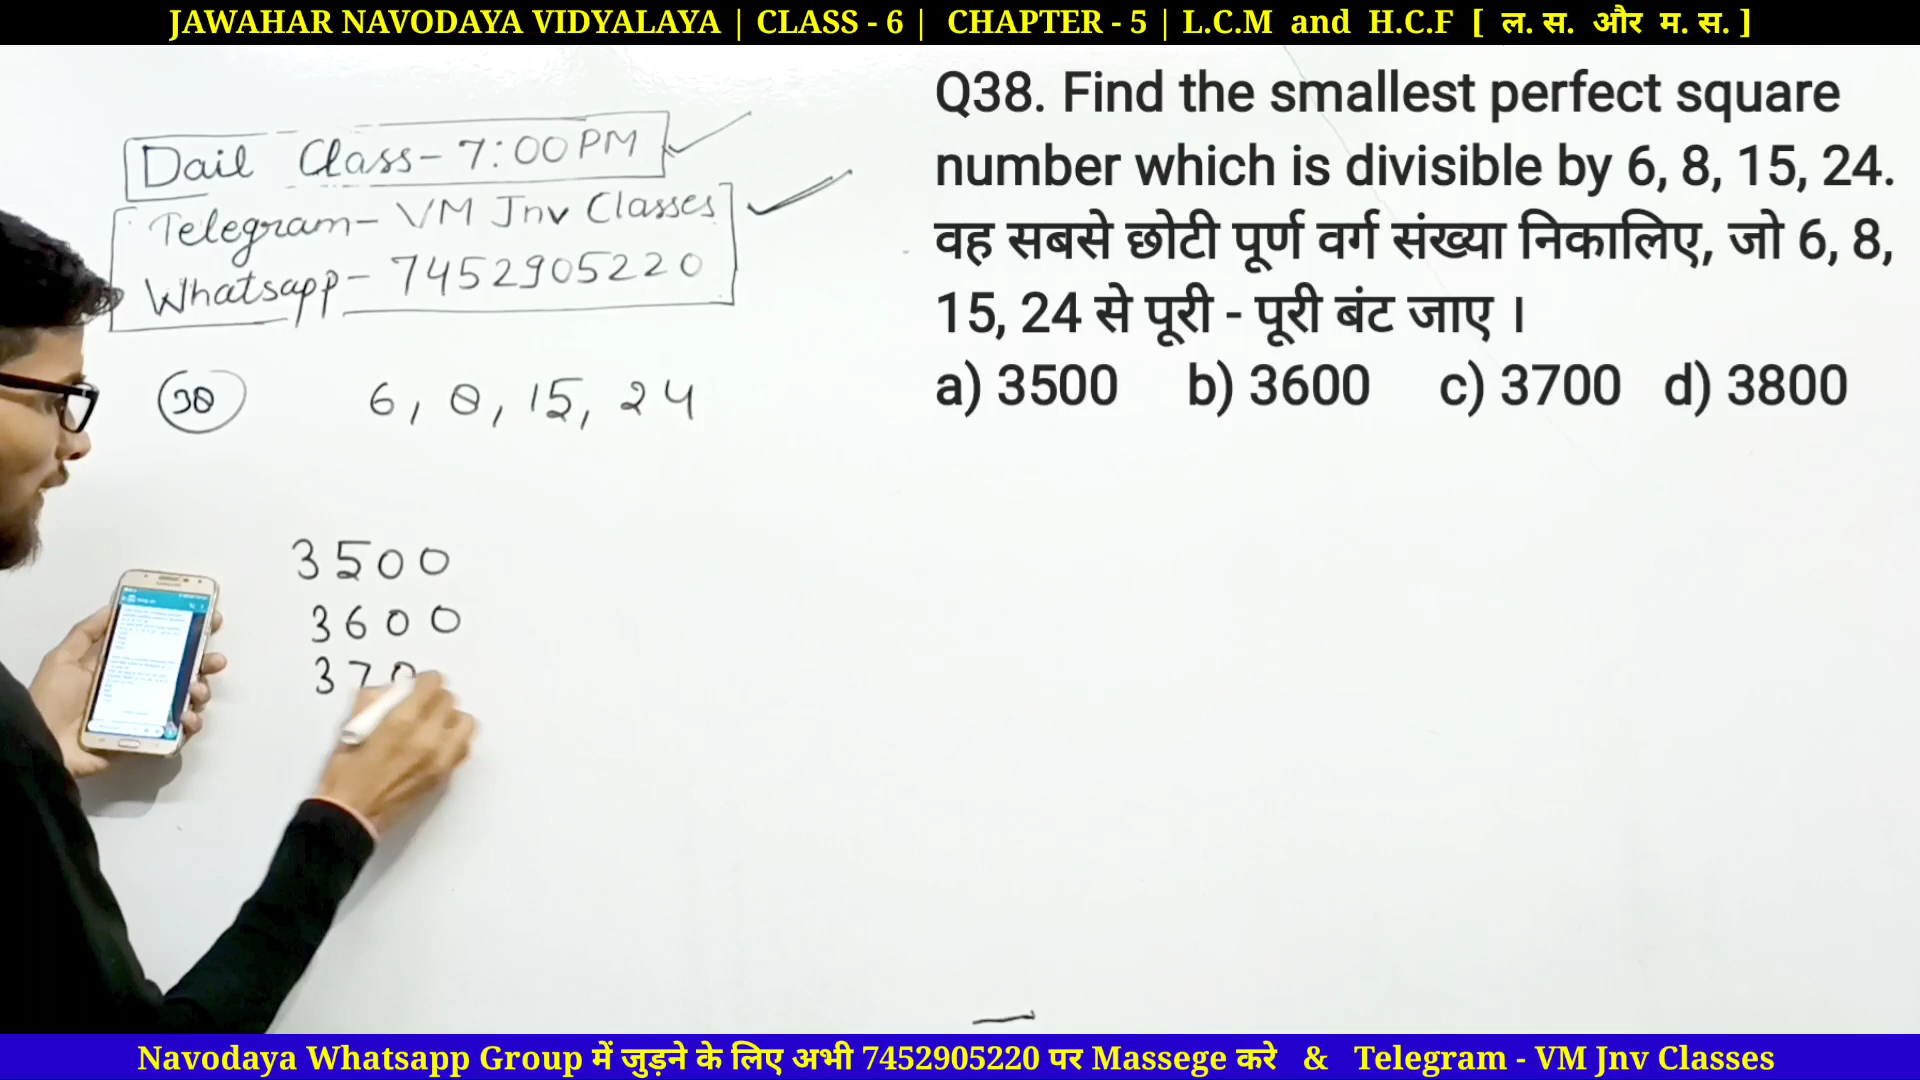 JAWAHAR NAVODAYA VIDYALAYA | CLASS - 6 | CHAPTER - 5 | L.C.M and H.C.F [ ल. स. और म. स. ]
Dail Class - 7:00PM
Telegram - VM Jnv Classes
Whatsapp - 7452905220
38 6, 8, 15, 24
3500
3600
370
Q38. Find the smallest perfect square
number which is divisible by 6, 8, 15, 24.
वह सबसे छोटी पूर्ण वर्ग संख्या निकालिए, जो 6, 8,
15, 24 से पूरी - पूरी बंट जाए ।
a) 3500 b) 3600 c) 3700 d) 3800
Navodaya Whatsapp Group में जुड़ने के लिए अभी 7452905220 पर Massege करे & Telegram - VM Jnv Classes